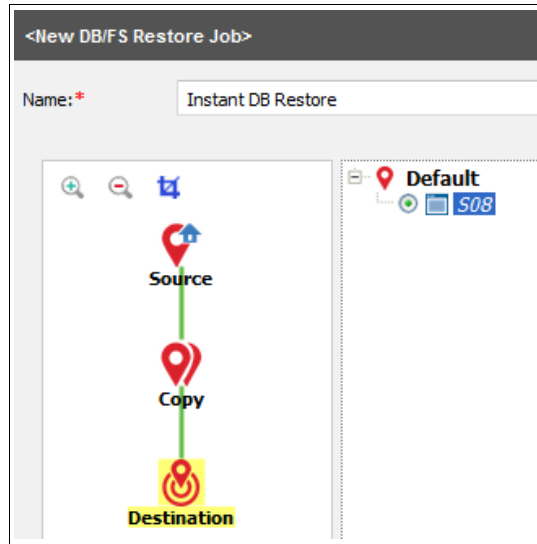 <New DB/FS Restore Job>
Name:* Instant DB Restore
Source
Copy
Destination
Default
S08